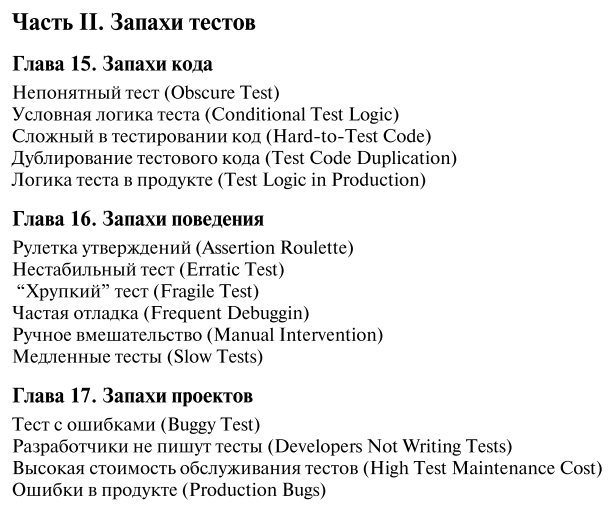 Часть II. Запахи тестов
Глава 15. Запахи кода
Непонятный тест (Obscure Test)
Условная логика теста (Conditional Test Logic)
Сложный в тестировании код (Hard-to-Test Code)
Дублирование тестового кода (Test Code Duplication)
Логика теста в продукте (Test Logic in Production)
Глава 16. Запахи поведения
Рулетка утверждений (Assertion Roulette)
Нестабильный тест (Erratic Test)
“Хрупкий” тест (Fragile Test)
Частая отладка (Frequent Debuggin)
Ручное вмешательство (Manual Intervention)
Медленные тесты (Slow Tests)
Глава 17. Запахи проектов
Тест с ошибками (Buggy Test)
Разработчики не пишут тесты (Developers Not Writing Tests)
Высокая стоимость обслуживания тестов (High Test Maintenance Cost)
Ошибки в продукте (Production Bugs)